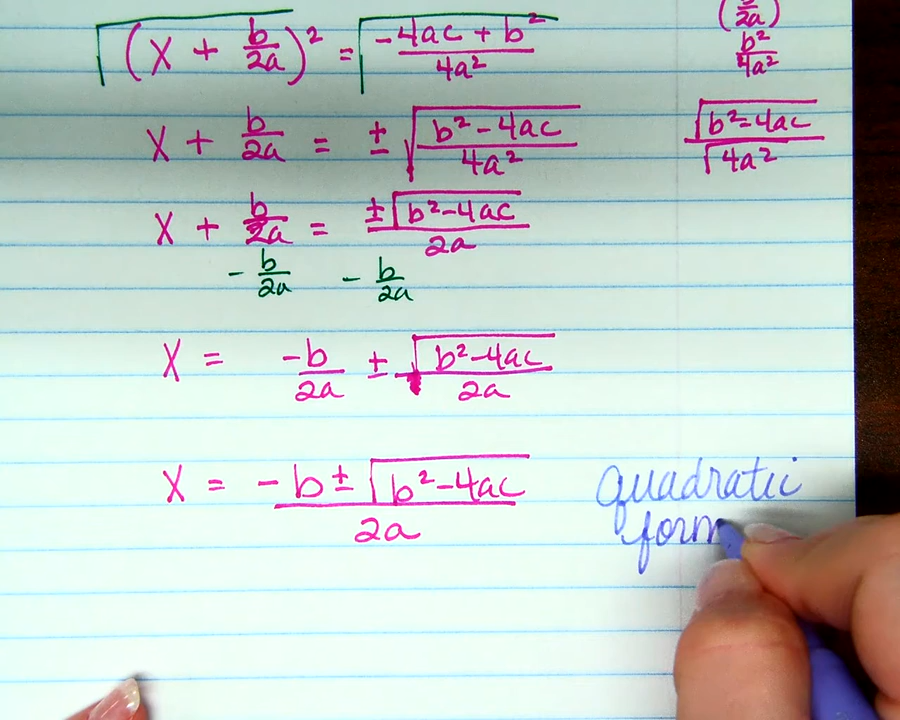 √(x + b/2a)² = √(-4ac + b²)/4a²
x + b/2a = ± √((b²-4ac)/4a²)
x + b/2a = ±√(b²-4ac)/2a
- b/2a - b/2a
x = -b/2a ± √(b²-4ac)/2a
x = -b±√(b²-4ac)/2a
b²/4a²
√(b²-4ac)/√(4a²)
quadratic
form